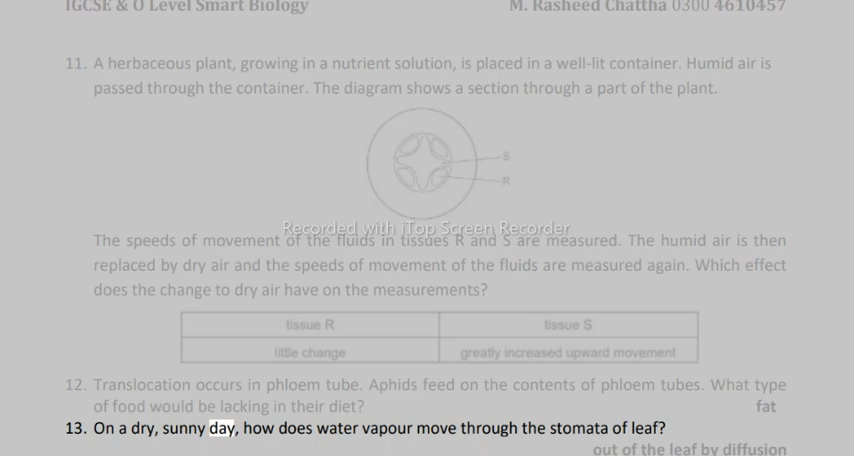 IGCSE & O Level Smart Biology M. Rasheed Chattha 0300 4610457
11. A herbaceous plant, growing in a nutrient solution, is placed in a well-lit container. Humid air is
passed through the container. The diagram shows a section through a part of the plant.
S
R
Recorded with iTop Screen Recorder
The speeds of movement of the fluids in tissues R and S are measured. The humid air is then
replaced by dry air and the speeds of movement of the fluids are measured again. Which effect
does the change to dry air have on the measurements?
tissue R tissue S
little change greatly increased upward movement
12. Translocation occurs in phloem tube. Aphids feed on the contents of phloem tubes. What type
of food would be lacking in their diet? fat
13. On a dry, sunny day, how does water vapour move through the stomata of leaf?
out of the leaf by diffusion